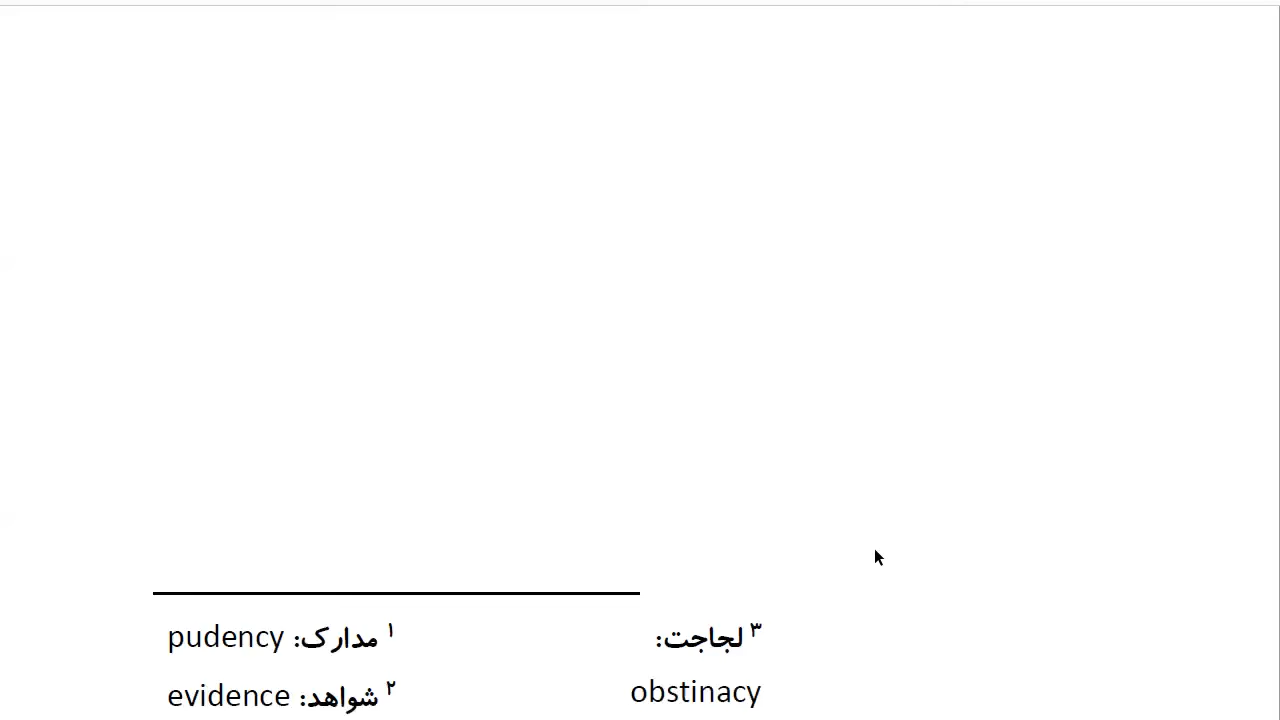 ۱ مدارک: pudency
۲ شواهد: evidence
۳ لجاجت:
obstinacy